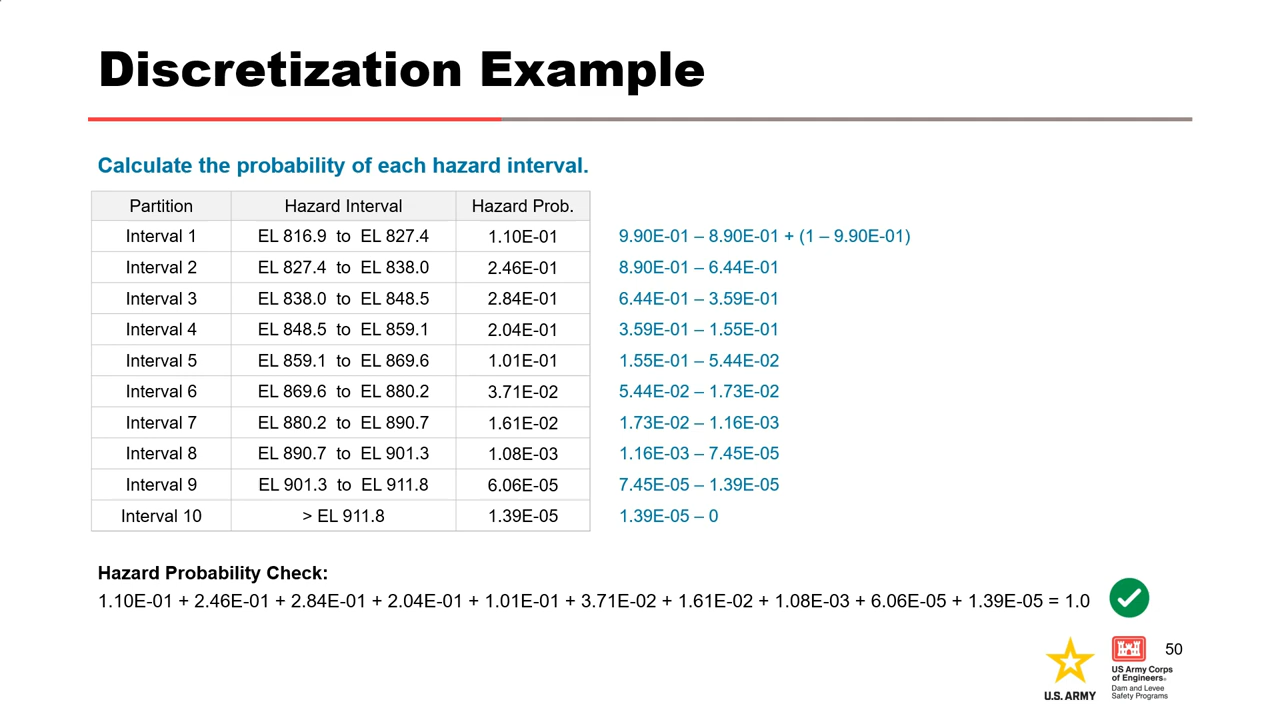 Discretization Example
Calculate the probability of each hazard interval.
Partition Hazard Interval Hazard Prob.
Interval 1 EL 816.9 to EL 827.4 1.10E-01 9.90E-01 – 8.90E-01 + (1 – 9.90E-01)
Interval 2 EL 827.4 to EL 838.0 2.46E-01 8.90E-01 – 6.44E-01
Interval 3 EL 838.0 to EL 848.5 2.84E-01 6.44E-01 – 3.59E-01
Interval 4 EL 848.5 to EL 859.1 2.04E-01 3.59E-01 – 1.55E-01
Interval 5 EL 859.1 to EL 869.6 1.01E-01 1.55E-01 – 5.44E-02
Interval 6 EL 869.6 to EL 880.2 3.71E-02 5.44E-02 – 1.73E-02
Interval 7 EL 880.2 to EL 890.7 1.61E-02 1.73E-02 – 1.16E-03
Interval 8 EL 890.7 to EL 901.3 1.08E-03 1.16E-03 – 7.45E-05
Interval 9 EL 901.3 to EL 911.8 6.06E-05 7.45E-05 – 1.39E-05
Interval 10 > EL 911.8 1.39E-05 1.39E-05 – 0
Hazard Probability Check:
1.10E-01 + 2.46E-01 + 2.84E-01 + 2.04E-01 + 1.01E-01 + 3.71E-02 + 1.61E-02 + 1.08E-03 + 6.06E-05 + 1.39E-05 = 1.0
50
U.S. ARMY
US Army Corps
of Engineers®
Dam and Levee
Safety Programs